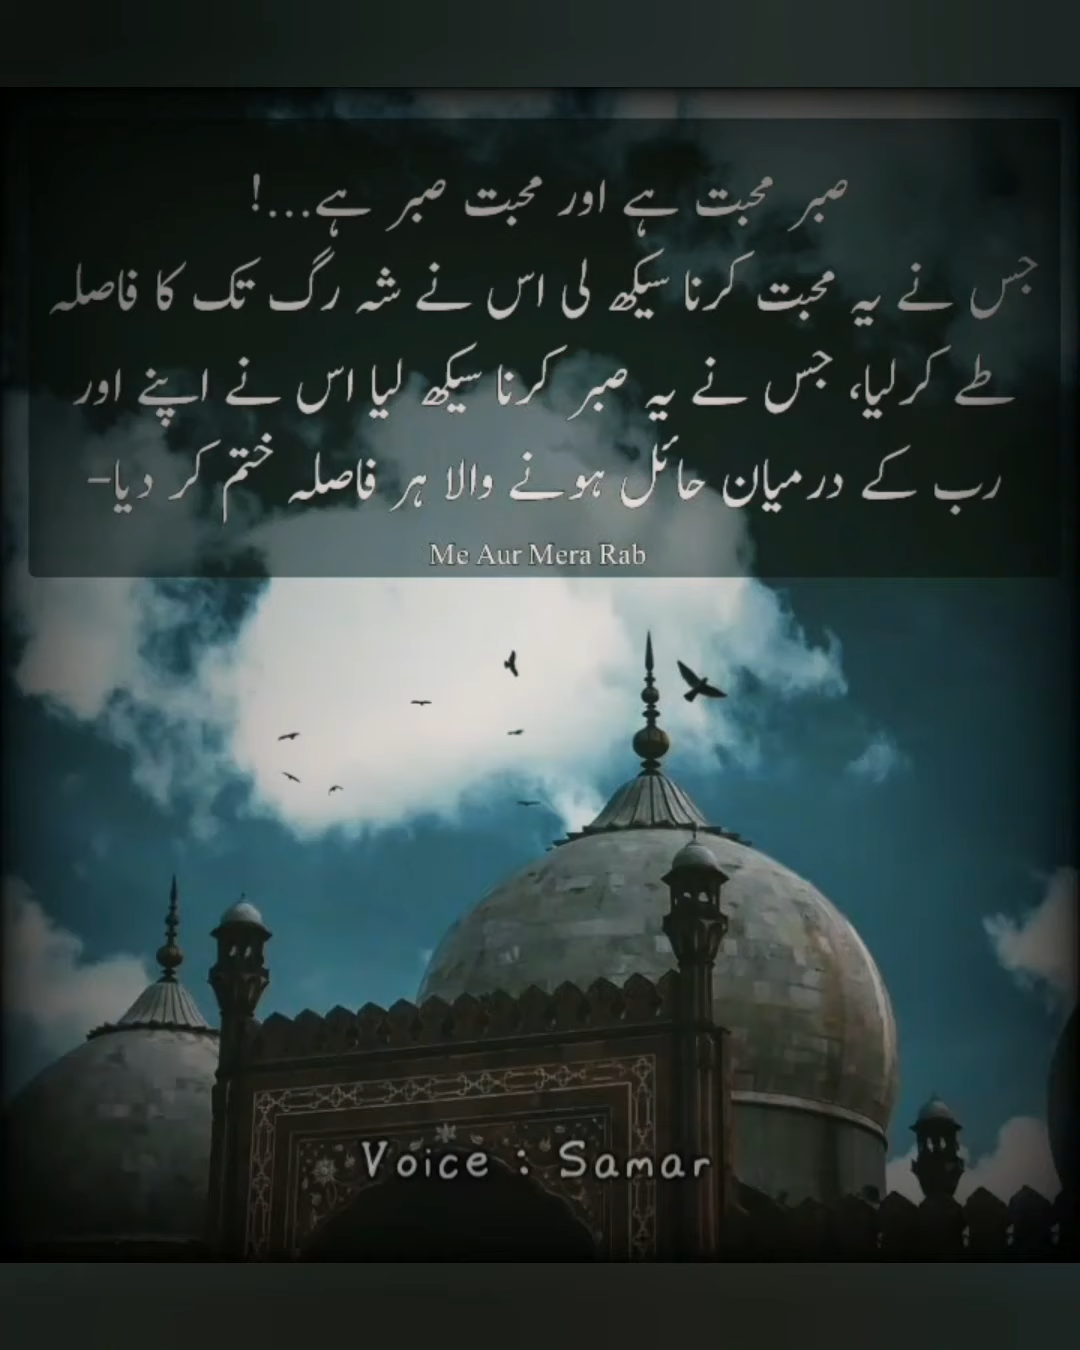 صبر محبت ہے اور محبت صبر ہے...!
جس نے یہ محبت کرنا سیکھ لی اس نے شہ رگ تک کا فاصلہ
طے کرلیا، جس نے یہ صبر کرنا سیکھ لیا اس نے اپنے اور
رب کے درمیان حائل ہونے والا ہر فاصلہ ختم کر دیا-
Me Aur Mera Rab
Voice : Samar